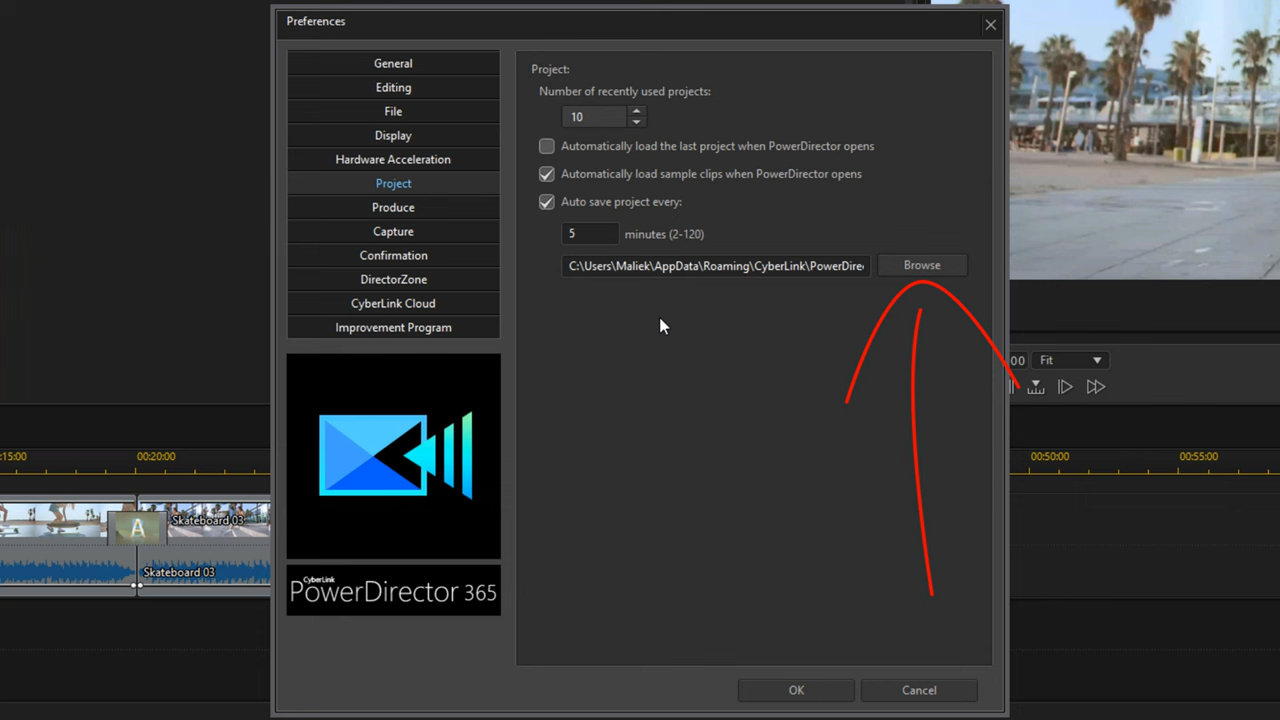 Preferences
General
Editing
File
Display
Hardware Acceleration
Project
Produce
Capture
Confirmation
DirectorZone
CyberLink Cloud
Improvement Program
CyberLink
PowerDirector 365
Project:
Number of recently used projects:
10
Automatically load the last project when PowerDirector opens
Automatically load sample clips when PowerDirector opens
Auto save project every:
5 minutes (2-120)
C:\Users\Maliek\AppData\Roaming\CyberLink\PowerDire
Browse
OK
Cancel
:00 Fit
:15:00 00:20:00 00:50:00 00:55:00
A
Skateboard 03
Skateboard 03